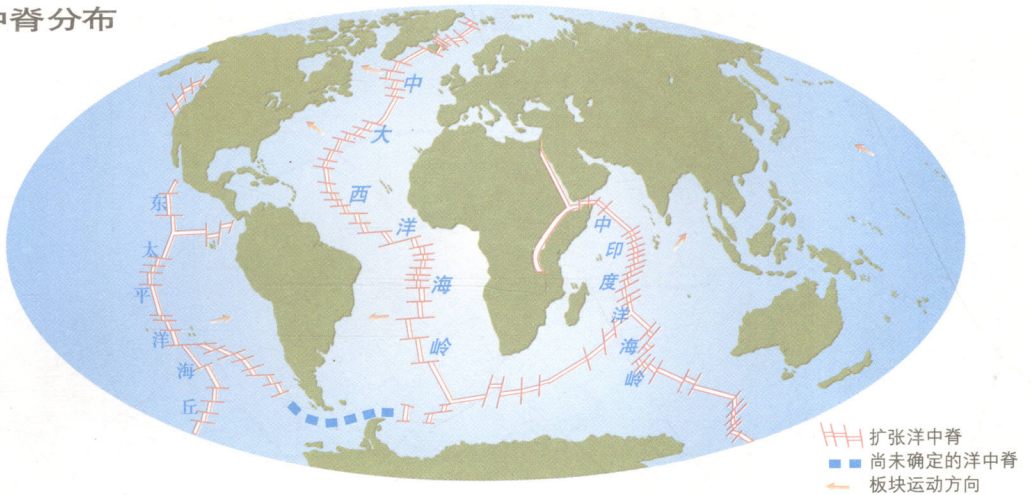 中脊分布
中大西洋海岭
东太平洋海丘
中印度洋海岭
扩张洋中脊
尚未确定的洋中脊
板块运动方向